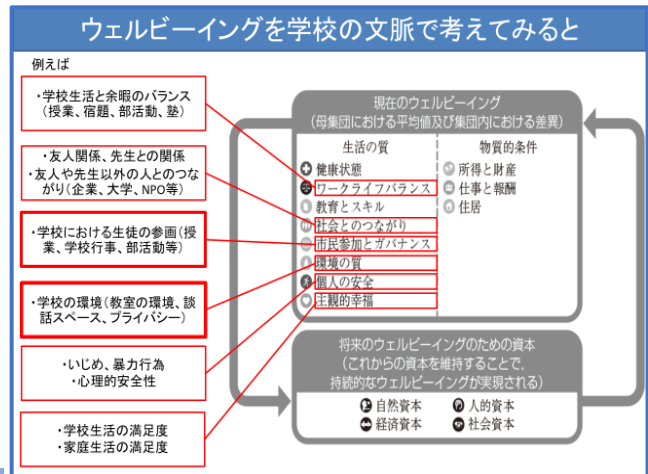 ウェルビーイングを学校の文脈で考えてみると
例えば
・学校生活と余暇のバランス
（授業、宿題、部活動、塾）
・友人関係、先生との関係
・友人や先生以外の人とのつな
がり（企業、大学、NPO等）
・学校における生徒の参画（授
業、学校行事、部活動等）
・学校の環境（教室の環境、談
話スペース、プライバシー）
・いじめ、暴力行為
・心理的安全性
・学校生活の満足度
・家庭生活の満足度
現在のウェルビーイング
（母集団における平均値及び集団内における差異）
生活の質
健康状態
ワークライフバランス
教育とスキル
社会とのつながり
市民参加とガバナンス
環境の質
個人の安全
主観的幸福
物質的条件
所得と財産
仕事と報酬
住居
将来のウェルビーイングのための資本
（これからの資本を維持することで、
持続的なウェルビーイングが実現される）
自然資本
人的資本
経済資本
社会資本